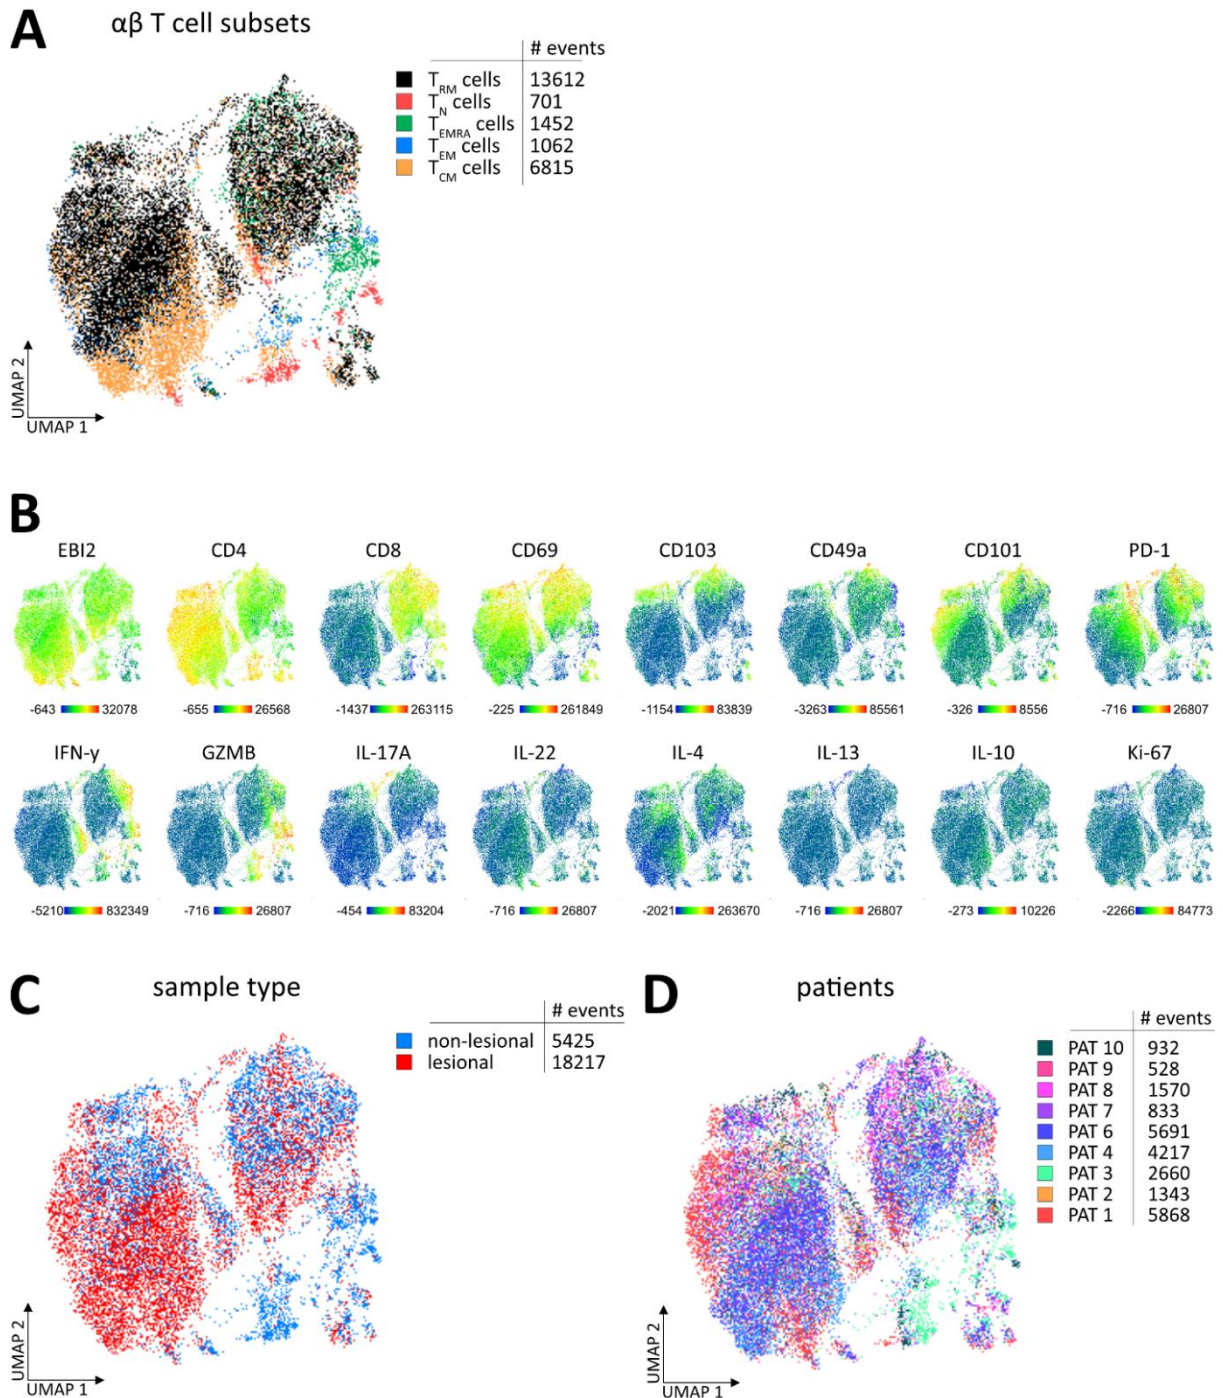 A
αβ T cell subsets
# events
TRM cells 13612
TN cells 701
TEMRA cells 1452
TEM cells 1062
TCM cells 6815
UMAP 2
UMAP 1
B
EBI2 CD4 CD8 CD69 CD103 CD49a CD101 PD-1
-643 32078 -655 26568 -1437 263115 -225 261849 -1154 83839 -3263 85561 -326 8556 -716 26807
IFN-y GZMB IL-17A IL-22 IL-4 IL-13 IL-10 Ki-67
-5210 832349 -716 26807 -454 83204 -716 26807 -2021 263670 -716 26807 -273 10226 -2266 84773
C
sample type
# events
non-lesional 5425
lesional 18217
UMAP 2
UMAP 1
D
patients
# events
PAT 10 932
PAT 9 528
PAT 8 1570
PAT 7 833
PAT 6 5691
PAT 4 4217
PAT 3 2660
PAT 2 1343
PAT 1 5868
UMAP 2
UMAP 1